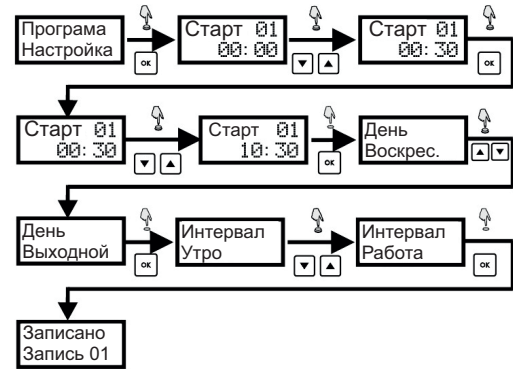 Програма
Настройка
OK
Старт 01
00:00
▼ ▲
Старт 01
00:30
OK
Старт 01
00:30
▼ ▲
Старт 01
10:30
OK
День
Воскрес.
▲ ▼
День
Выходной
OK
Интервал
Утро
▼ ▲
Интервал
Работа
OK
Записано
Запись 01